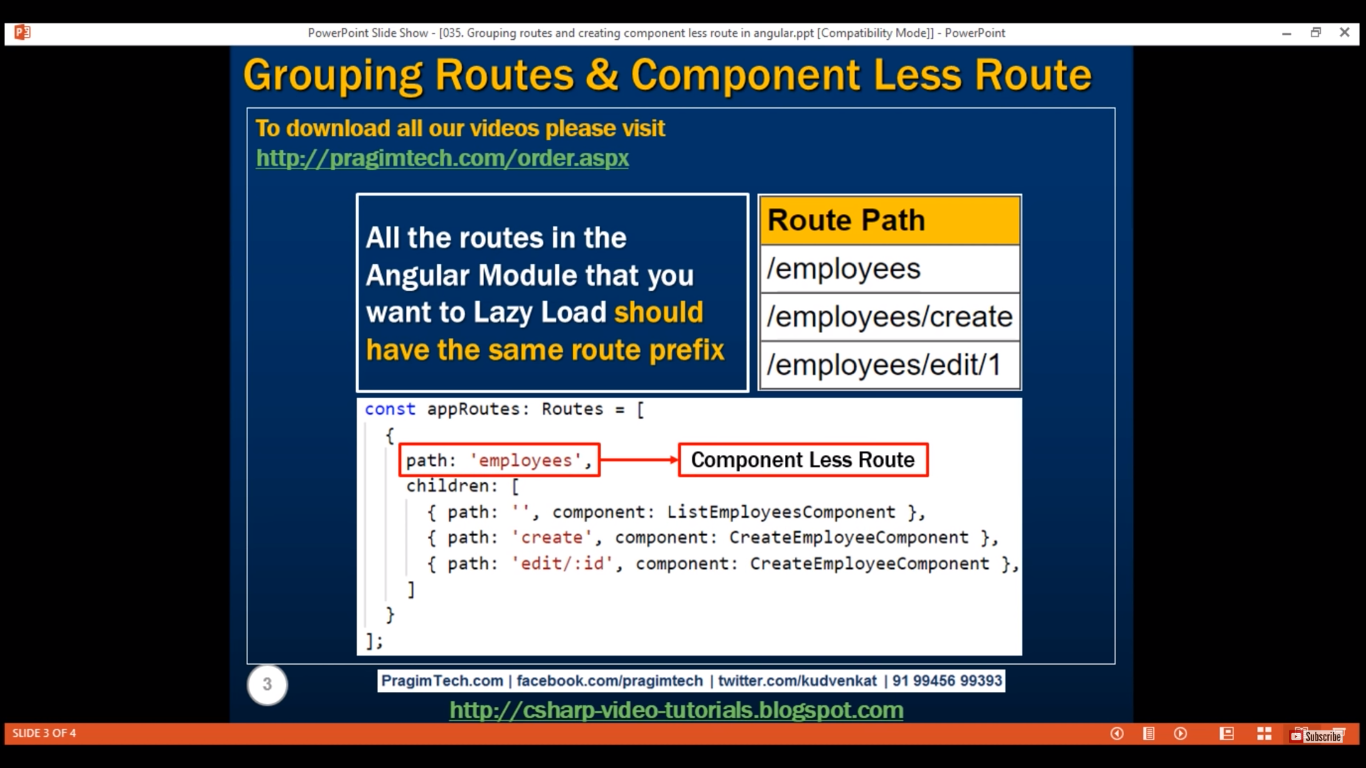 PowerPoint Slide Show - [035. Grouping routes and creating component less route in angular.ppt [Compatibility Mode]] - PowerPoint
Grouping Routes & Component Less Route
To download all our videos please visit
http://pragimtech.com/order.aspx
All the routes in the
Angular Module that you
want to Lazy Load should
have the same route prefix
Route Path
/employees
/employees/create
/employees/edit/1
const appRoutes: Routes = [
{
path: 'employees',
Component Less Route
children: [
{ path: '', component: ListEmployeesComponent },
{ path: 'create', component: CreateEmployeeComponent },
{ path: 'edit/:id', component: CreateEmployeeComponent },
]
}
];
3
PragimTech.com | facebook.com/pragimtech | twitter.com/kudvenkat | 91 99456 99393
http://csharp-video-tutorials.blogspot.com
SLIDE 3 OF 4
Subscribe